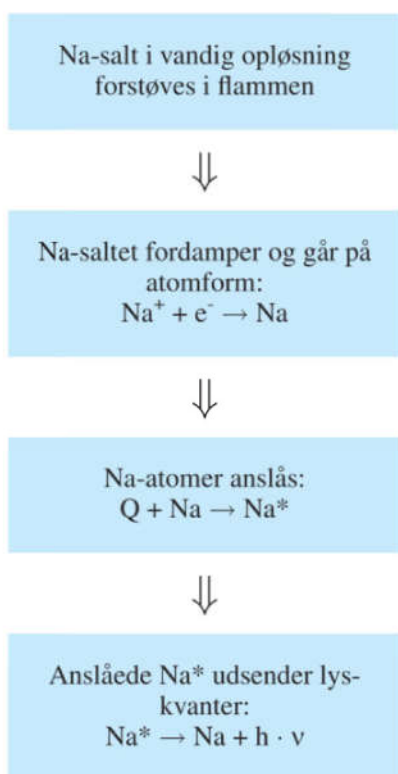 Na-salt i vandig opløsning
forstøves i flammen
⇓
Na-saltet fordamper og går på
atomform:
Na⁺ + e⁻ → Na
⇓
Na-atomer anslås:
Q + Na → Na*
⇓
Anslåede Na* udsender lys-
kvanter:
Na* → Na + h · ν